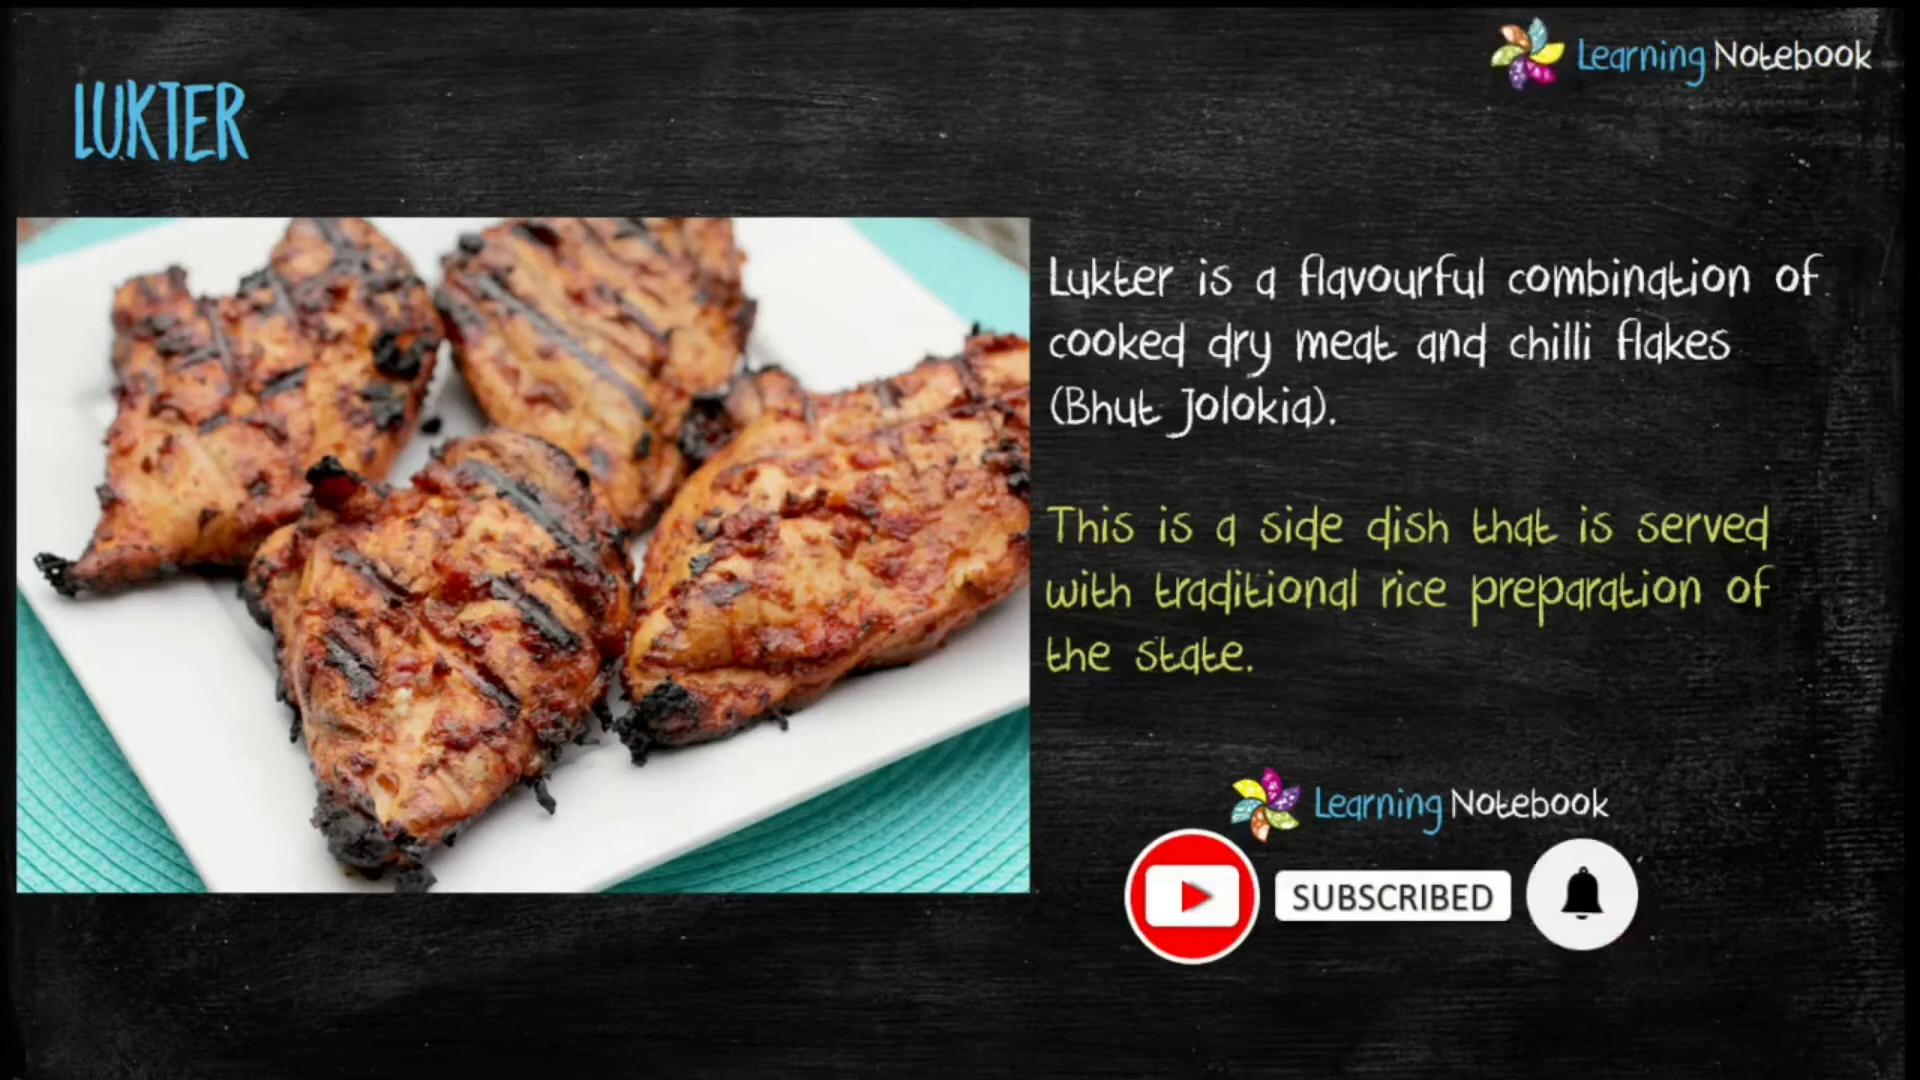 Learning Notebook
LUKTER
Lukter is a flavourful combination of
cooked dry meat and chilli flakes
(Bhut Jolokia).
This is a side dish that is served
with traditional rice preparation of
the state.
Learning Notebook
SUBSCRIBED